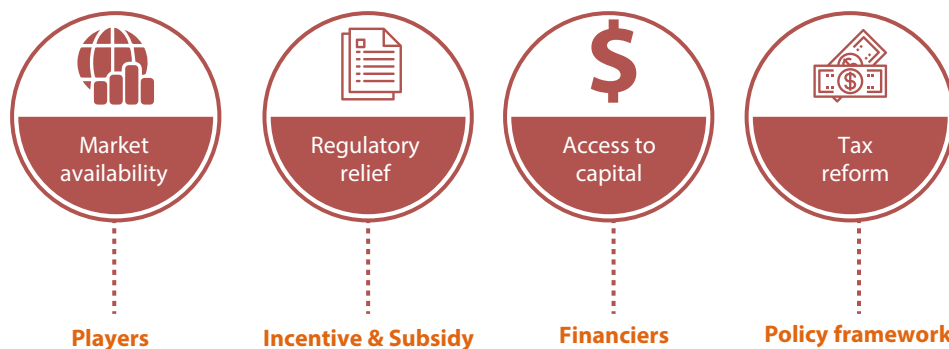 Market
availability
Regulatory
relief
Access to
capital
Tax
reform
Players
Incentive & Subsidy
Financiers
Policy framework